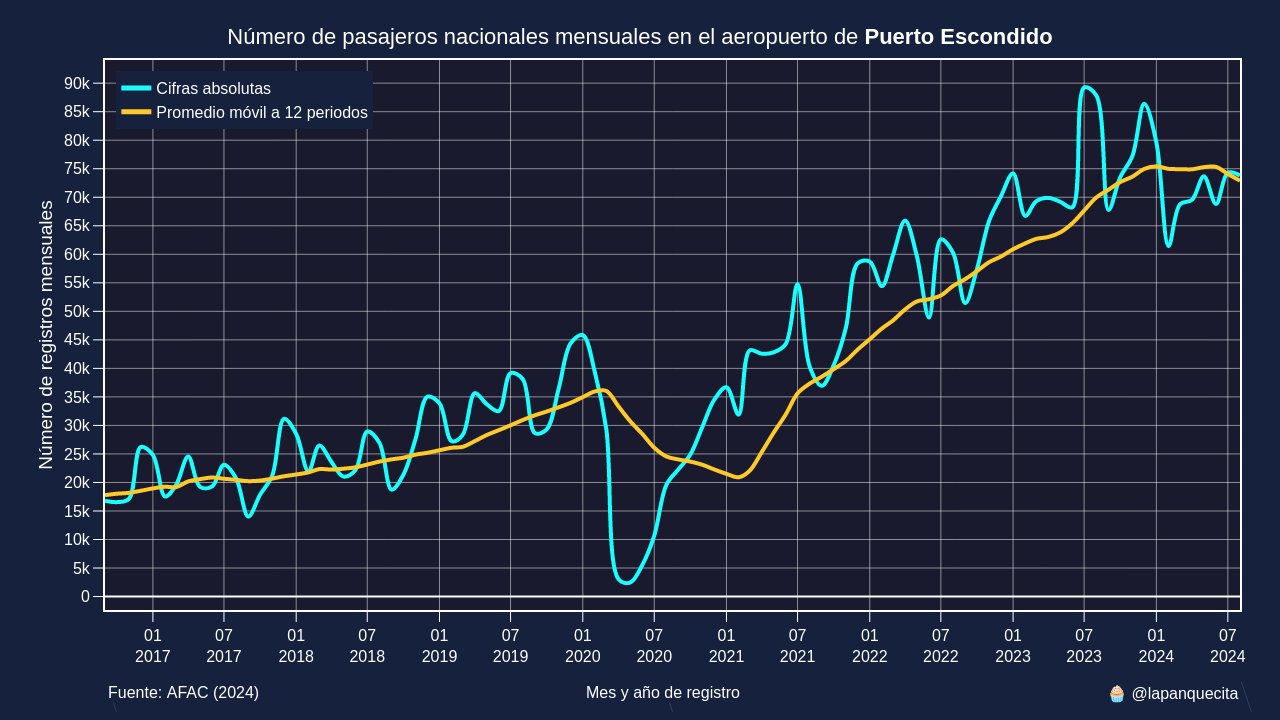 Número de pasajeros nacionales mensuales en el aeropuerto de Puerto Escondido
Cifras absolutas
Promedio móvil a 12 periodos
Número de registros mensuales
90k
85k
80k
75k
70k
65k
60k
55k
50k
45k
40k
35k
30k
25k
20k
15k
10k
5k
0
01 07 01 07 01 07 01 07 01 07 01 07 01 07 01 07
2017 2017 2018 2018 2019 2019 2020 2020 2021 2021 2022 2022 2023 2023 2024 2024
Fuente: AFAC (2024)
Mes y año de registro
🧁 @lapanquecita